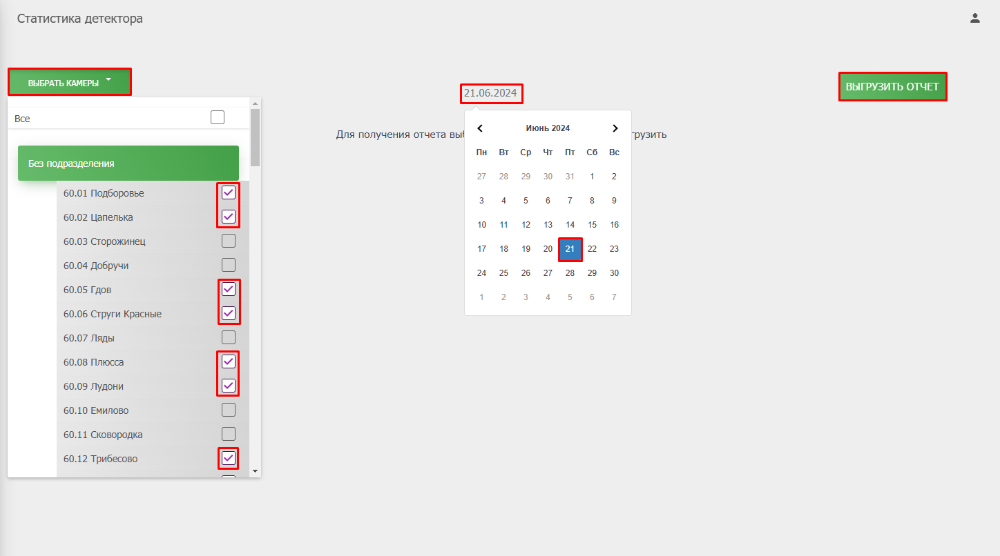 Статистика детектора
ВЫБРАТЬ КАМЕРЫ
21.06.2024
ВЫГРУЗИТЬ ОТЧЕТ
Все
Без подразделения
60.01 Подборовье
60.02 Цапелька
60.03 Сторожинец
60.04 Добручи
60.05 Гдов
60.06 Струги Красные
60.07 Ляды
60.08 Плюсса
60.09 Лудони
60.10 Емилово
60.11 Сковородка
60.12 Трибесово
Для получения отчета
Июнь 2024
Пн Вт Ср Чт Пт Сб Вс
27 28 29 30 31 1 2
3 4 5 6 7 8 9
10 11 12 13 14 15 16
17 18 19 20 21 22 23
24 25 26 27 28 29 30
1 2 3 4 5 6 7